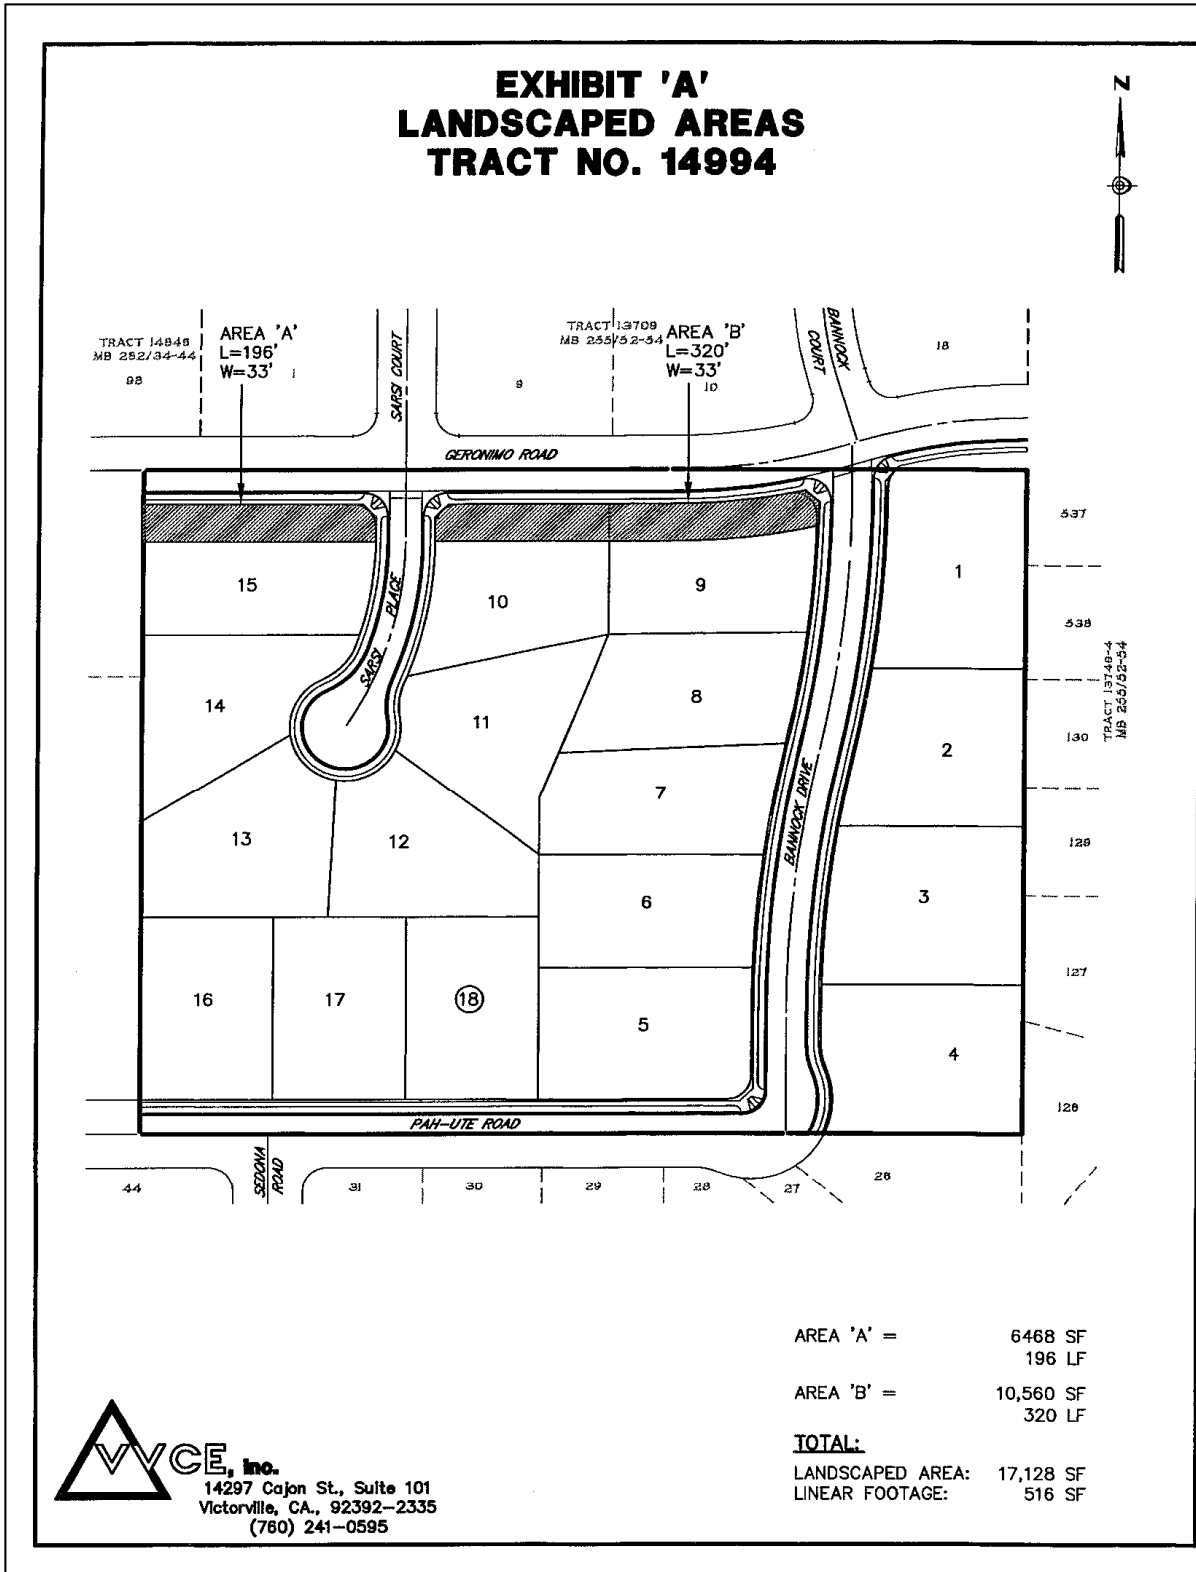 EXHIBIT 'A'
LANDSCAPED AREAS
TRACT NO. 14994
N
TRACT 14848
MB 282/34-44
98
AREA 'A'
L=196'
W=33'
1
SARSI COURT
9
TRACT 13709
MB 255/52-54
AREA 'B'
L=320'
W=33'
10
BANNOCK
COURT
18
GERONIMO ROAD
537
538
TRACT 13748-4
MB 255/52-54
130
129
127
128
15
SARSI PLACE
10
9
1
14
11
8
2
7
BANNOCK DRIVE
13
12
6
3
16
17
18
5
4
PAH-UTE ROAD
SEDONA
ROAD
44
31
30
29
28
27
26
AREA 'A' = 6468 SF
196 LF
AREA 'B' = 10,560 SF
320 LF
TOTAL:
LANDSCAPED AREA: 17,128 SF
LINEAR FOOTAGE: 516 SF
VVCE, Inc.
14297 Cajon St., Suite 101
Victorville, CA., 92392-2335
(760) 241-0595